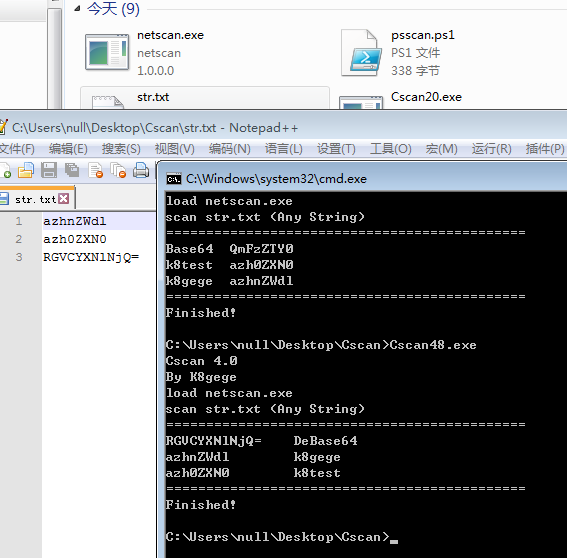 今天 (9)
netscan.exe
netscan
1.0.0.0
psscan.ps1
PS1 文件
338 字节
str.txt
Cscan20.exe
C:\Users\null\Desktop\Cscan\str.txt - Notepad++
文件(F) 编辑(E) 搜索(S) 视图(V) 编码(N) 语言(L) 设置(T) 工具(O) 宏(M) 运行(R) 插件(P)
str.txt
1 azhnZWdl
2 azh0ZXN0
3 RGVCYXNlNjQ=
C:\Windows\system32\cmd.exe
load netscan.exe
scan str.txt (Any String)
=============================================
Base64 QmFzZTY0
k8test azh0ZXN0
k8gege azhnZWdl
=============================================
Finished!
C:\Users\null\Desktop\Cscan>Cscan48.exe
Cscan 4.0
By K8gege
load netscan.exe
scan str.txt (Any String)
=============================================
RGVCYXNlNjQ= DeBase64
azhnZWdl k8gege
azh0ZXN0 k8test
=============================================
Finished!
C:\Users\null\Desktop\Cscan>_